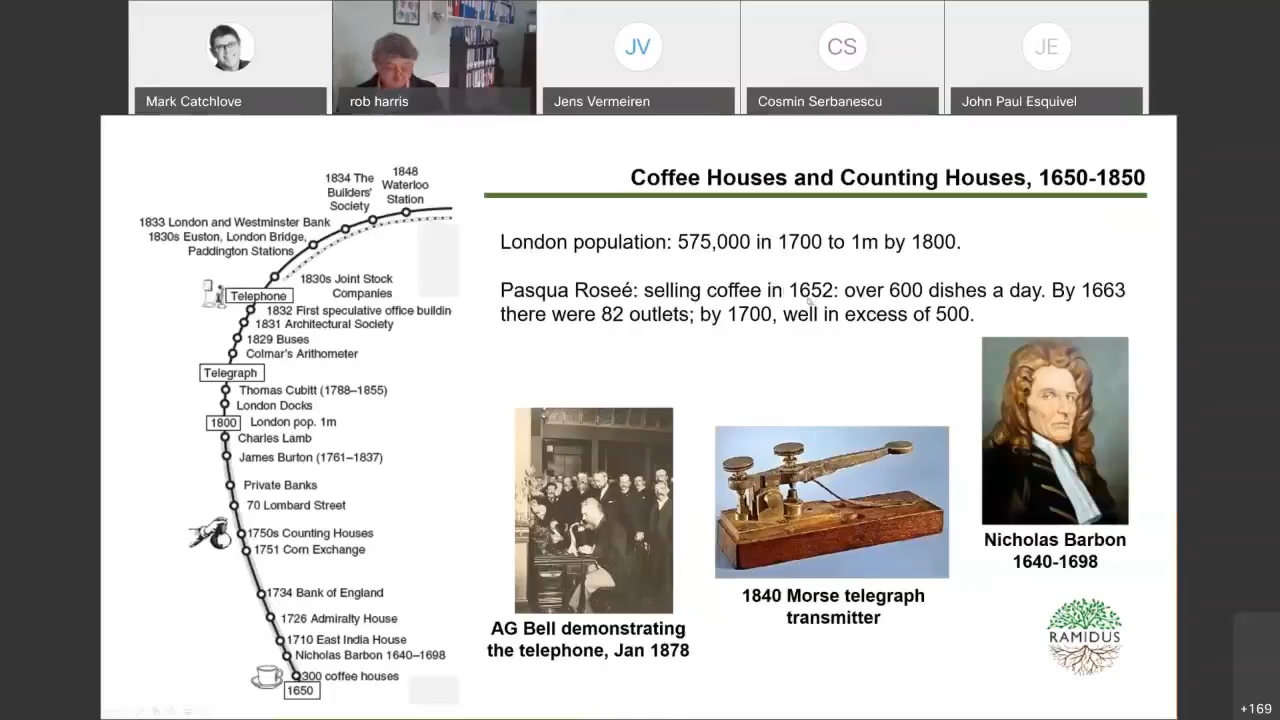 JV
CS
JE
Mark Catchlove
rob harris
Jens Vermeiren
Cosmin Serbanescu
John Paul Esquivel
Coffee Houses and Counting Houses, 1650-1850
London population: 575,000 in 1700 to 1m by 1800.
Pasqua Roseé: selling coffee in 1652: over 600 dishes a day. By 1663
there were 82 outlets; by 1700, well in excess of 500.
1848
Waterloo
Station
1834 The
Builders'
Society
1833 London and Westminster Bank
1830s Euston, London Bridge,
Paddington Stations
1830s Joint Stock
Companies
Telephone
1832 First speculative office buildin
1831 Architectural Society
1829 Buses
Colmar's Arithometer
Telegraph
Thomas Cubitt (1788–1855)
London Docks
1800
London pop. 1m
Charles Lamb
James Burton (1761–1837)
Private Banks
70 Lombard Street
1750s Counting Houses
1751 Corn Exchange
1734 Bank of England
1726 Admiralty House
1710 East India House
Nicholas Barbon 1640–1698
300 coffee houses
1650
AG Bell demonstrating
the telephone, Jan 1878
1840 Morse telegraph
transmitter
Nicholas Barbon
1640-1698
RAMIDUS
+169